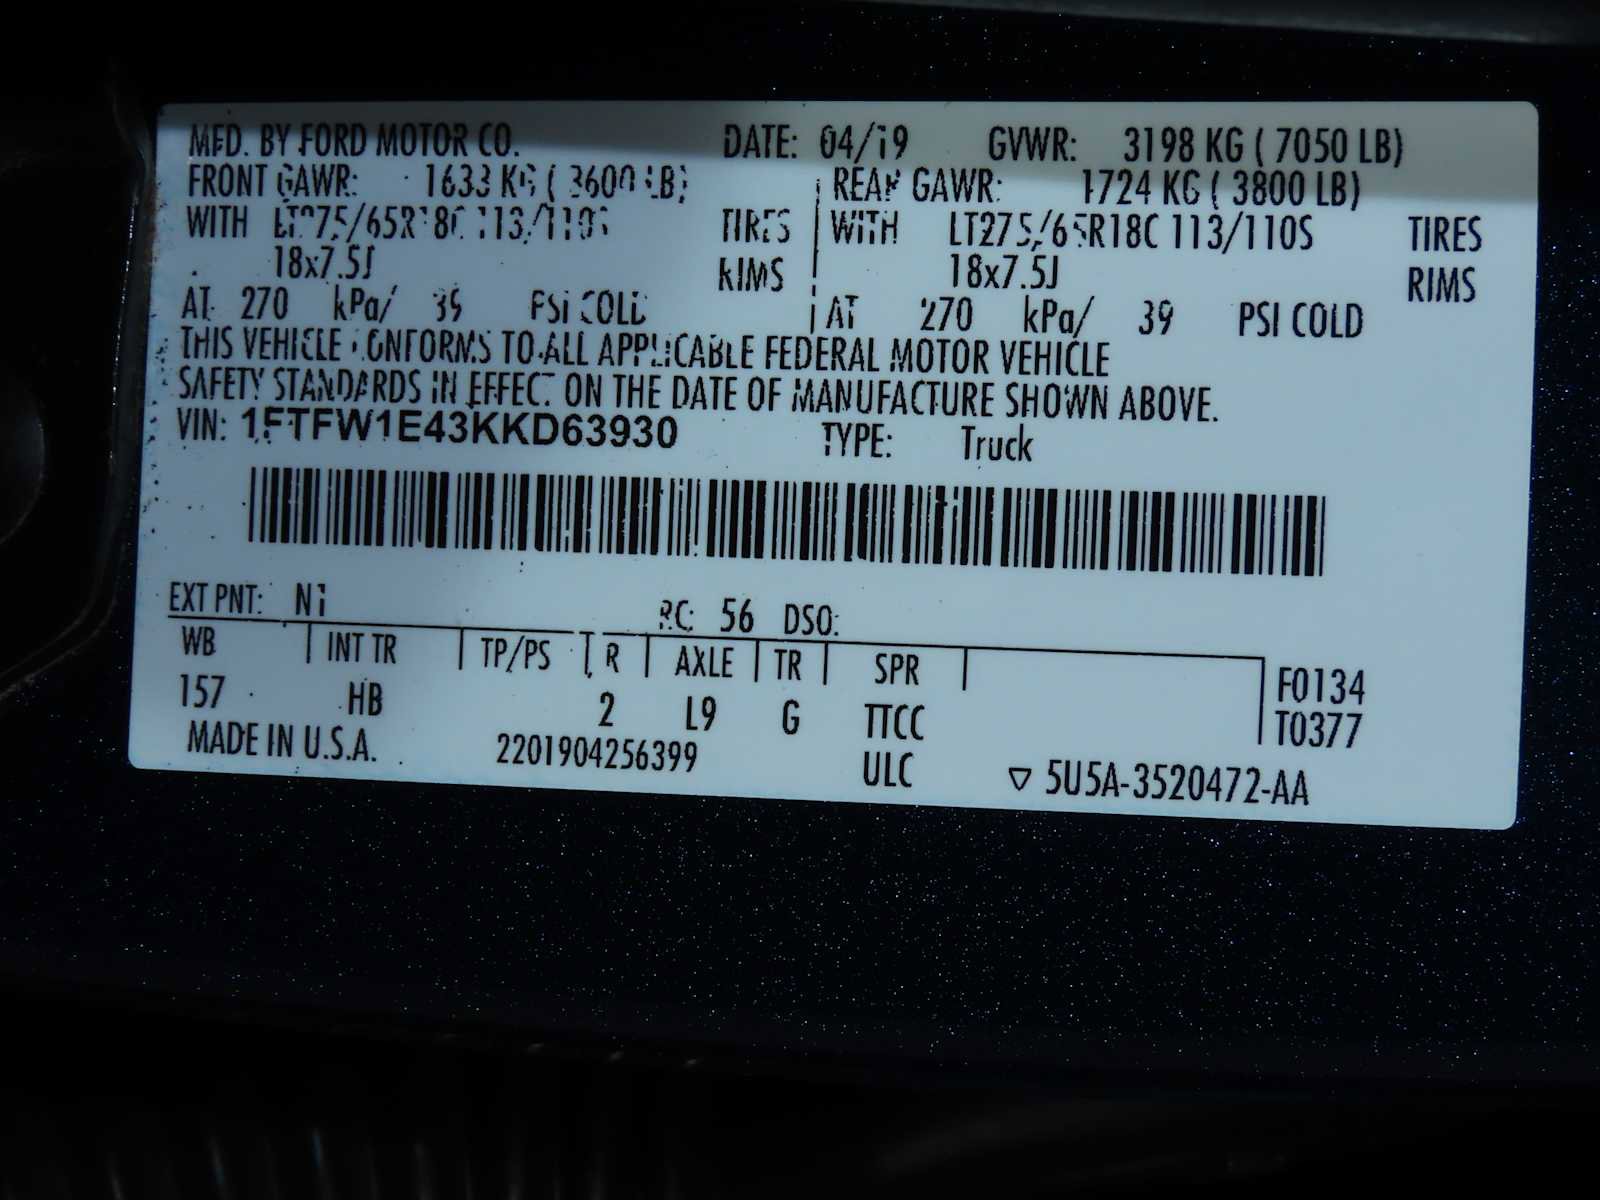 MFD. BY FORD MOTOR CO. DATE: 04/19 GVWR: 3198 KG ( 7050 LB)
FRONT GAWR: 1633 KG ( 3600 LB) REAR GAWR: 1724 KG ( 3800 LB)
WITH LT275/65R18C 113/110S TIRES WITH LT275/65R18C 113/110S TIRES
18x7.5J RIMS 18x7.5J RIMS
AT 270 kPa/ 39 PSI COLD AT 270 kPa/ 39 PSI COLD
THIS VEHICLE CONFORMS TO ALL APPLICABLE FEDERAL MOTOR VEHICLE
SAFETY STANDARDS IN EFFECT ON THE DATE OF MANUFACTURE SHOWN ABOVE.
VIN: 1FTFW1E43KKD63930 TYPE: Truck
EXT PNT: N1 RC: 56 DSO:
WB INT TR TP/PS R AXLE TR SPR F0134
157 HB 2 L9 G TTCC T0377
MADE IN U.S.A. 2201904256399 ULC ▽ 5U5A-3520472-AA